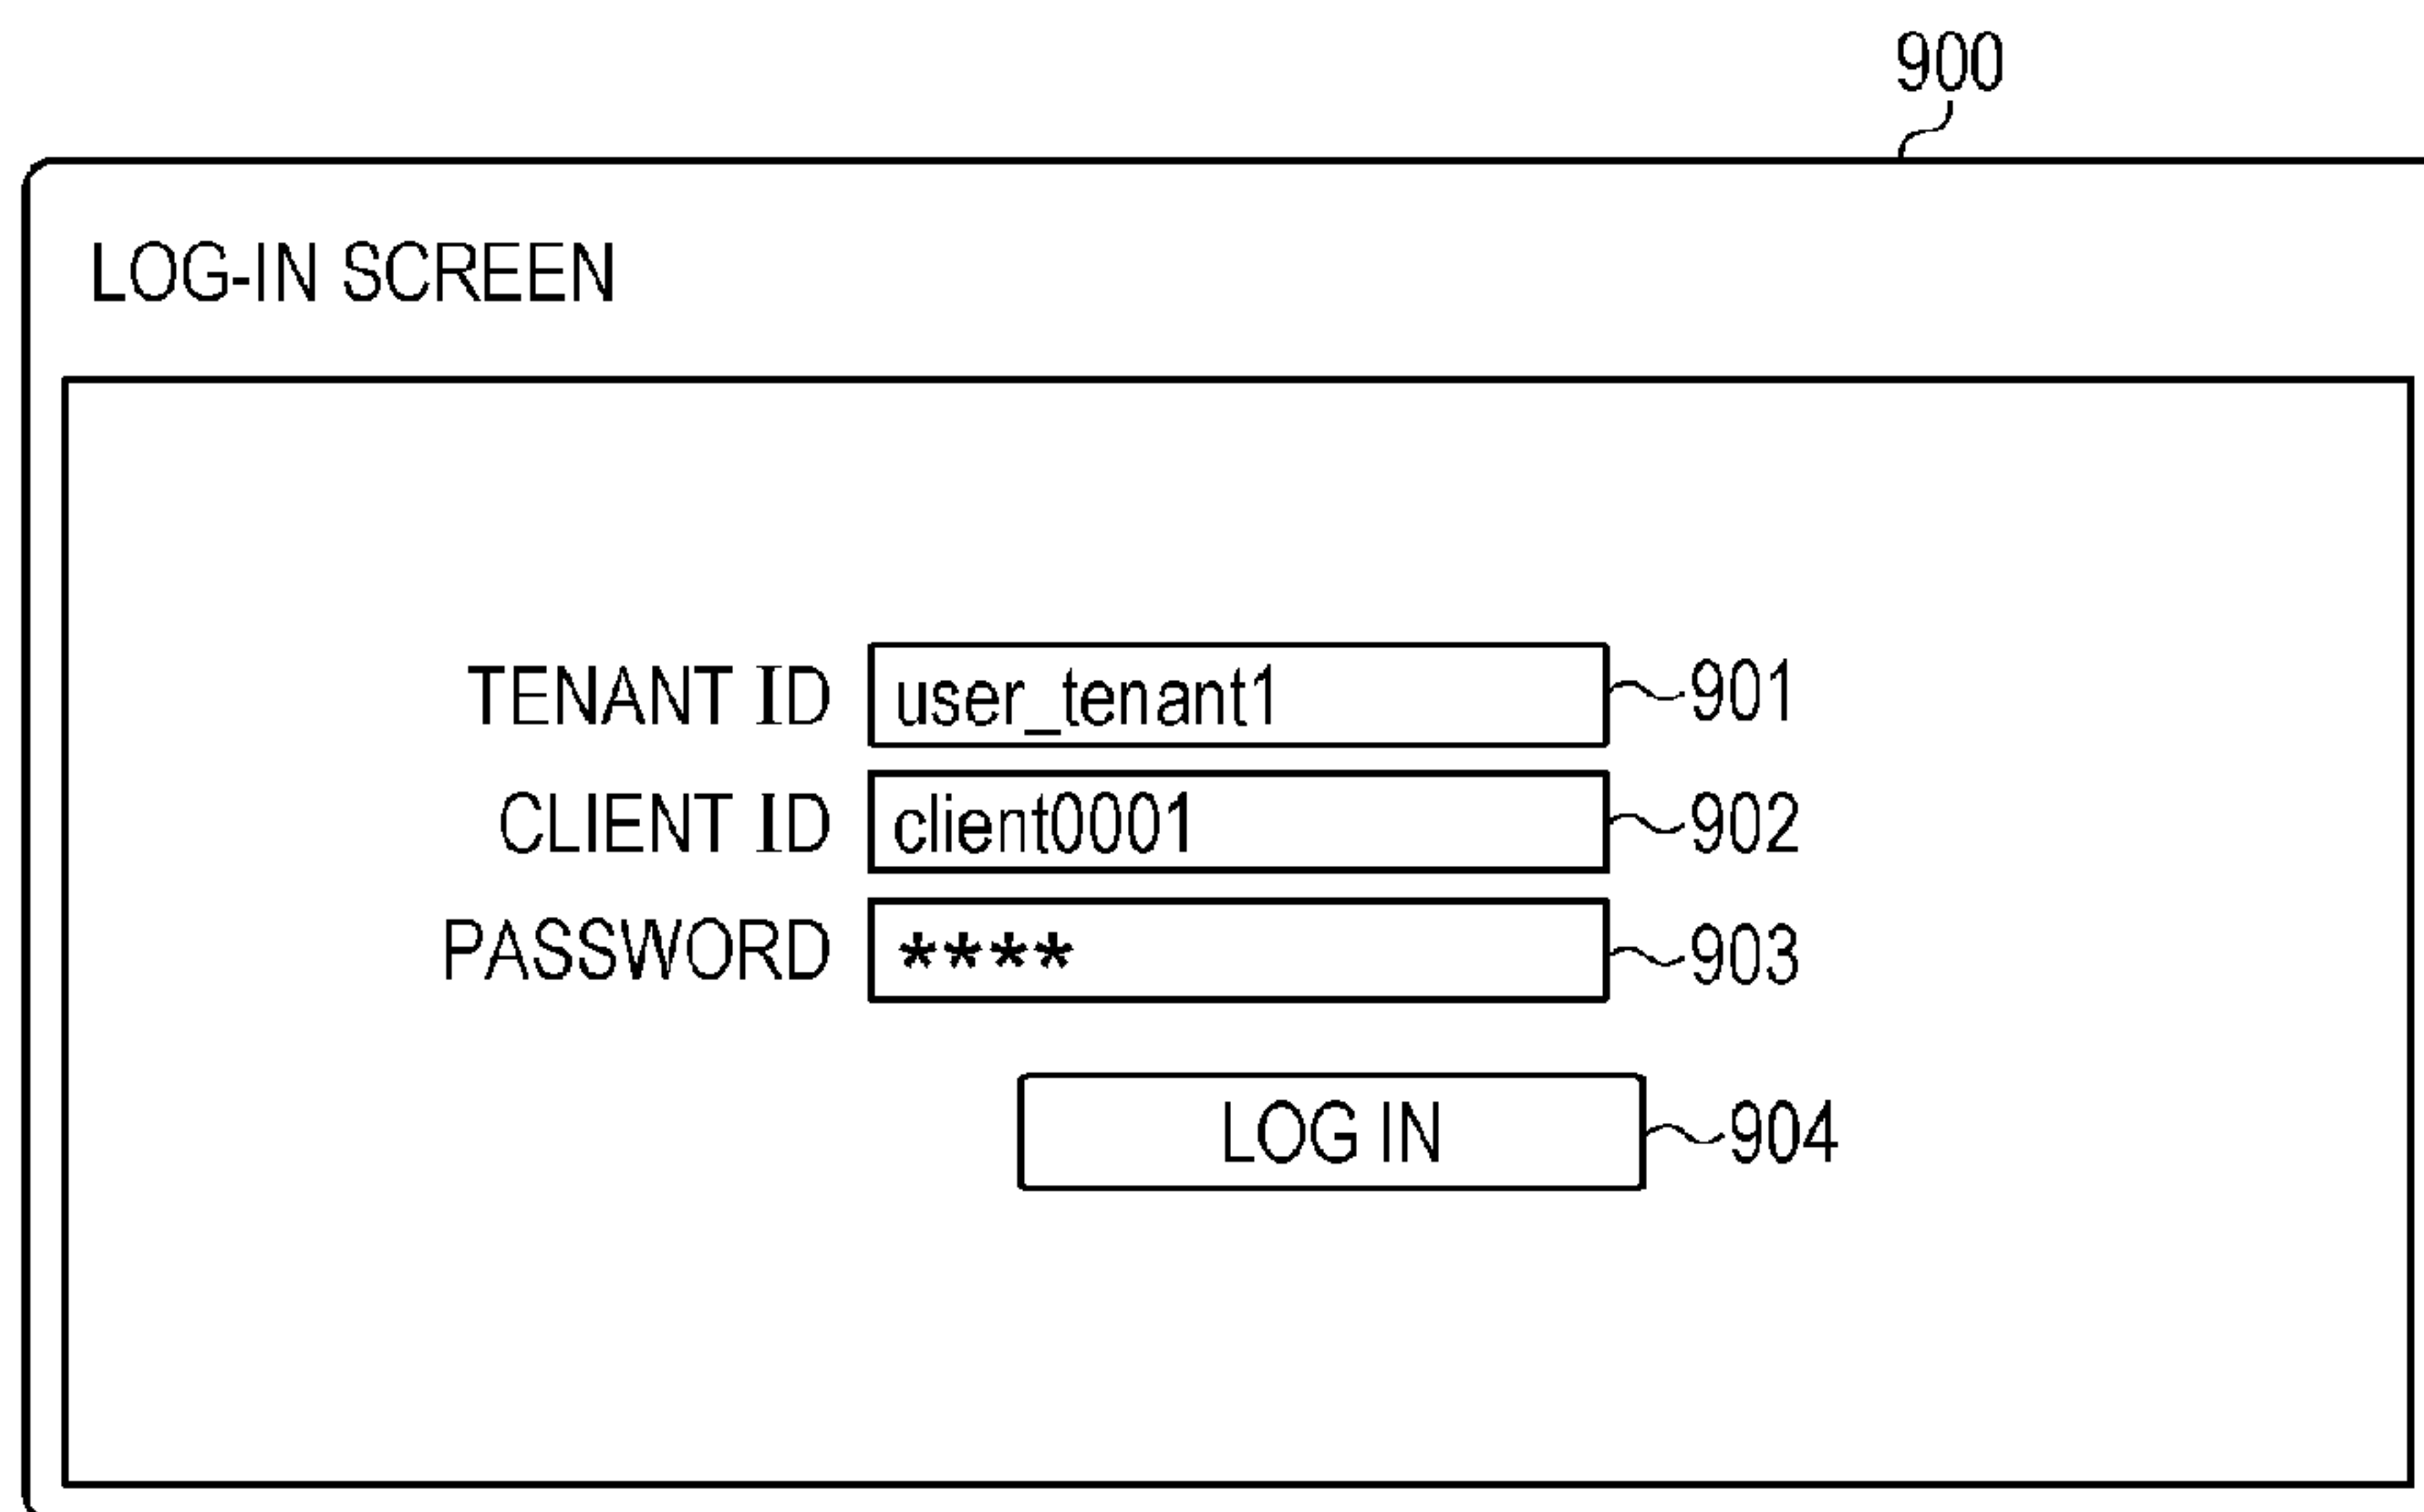 900
LOG-IN SCREEN
TENANT ID user_tenant1 901
CLIENT ID client0001 902
PASSWORD **** 903
LOG IN 904